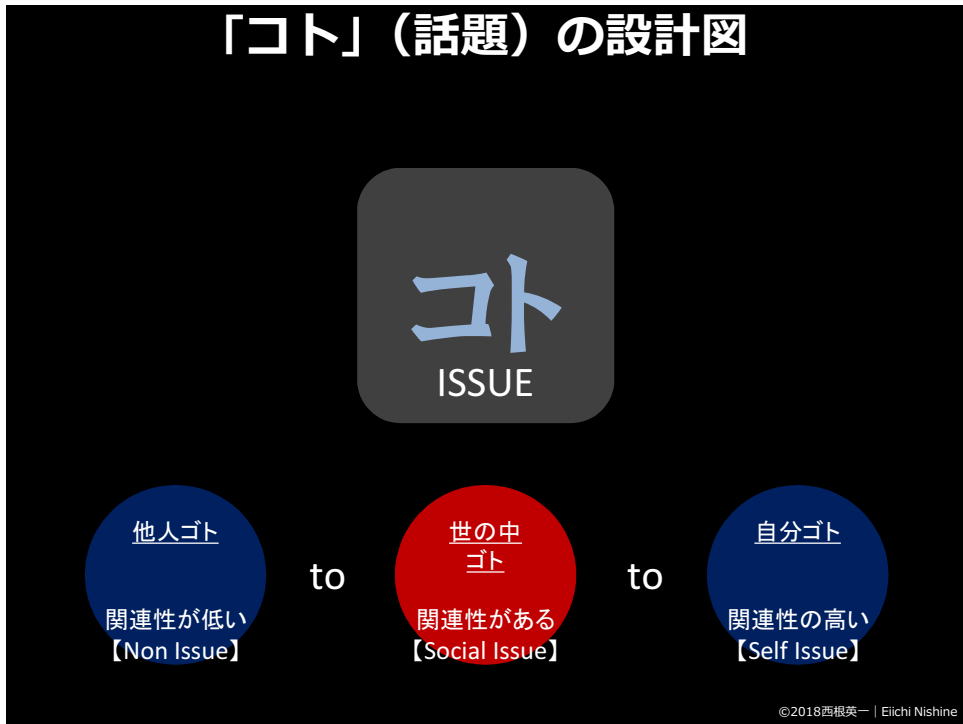 「コト」（話題）の設計図
コト
ISSUE
他人ゴト
関連性が低い
【Non Issue】
to
世の中
ゴト
関連性がある
【Social Issue】
to
自分ゴト
関連性の高い
【Self Issue】
©2018西根英一｜Eiichi Nishine